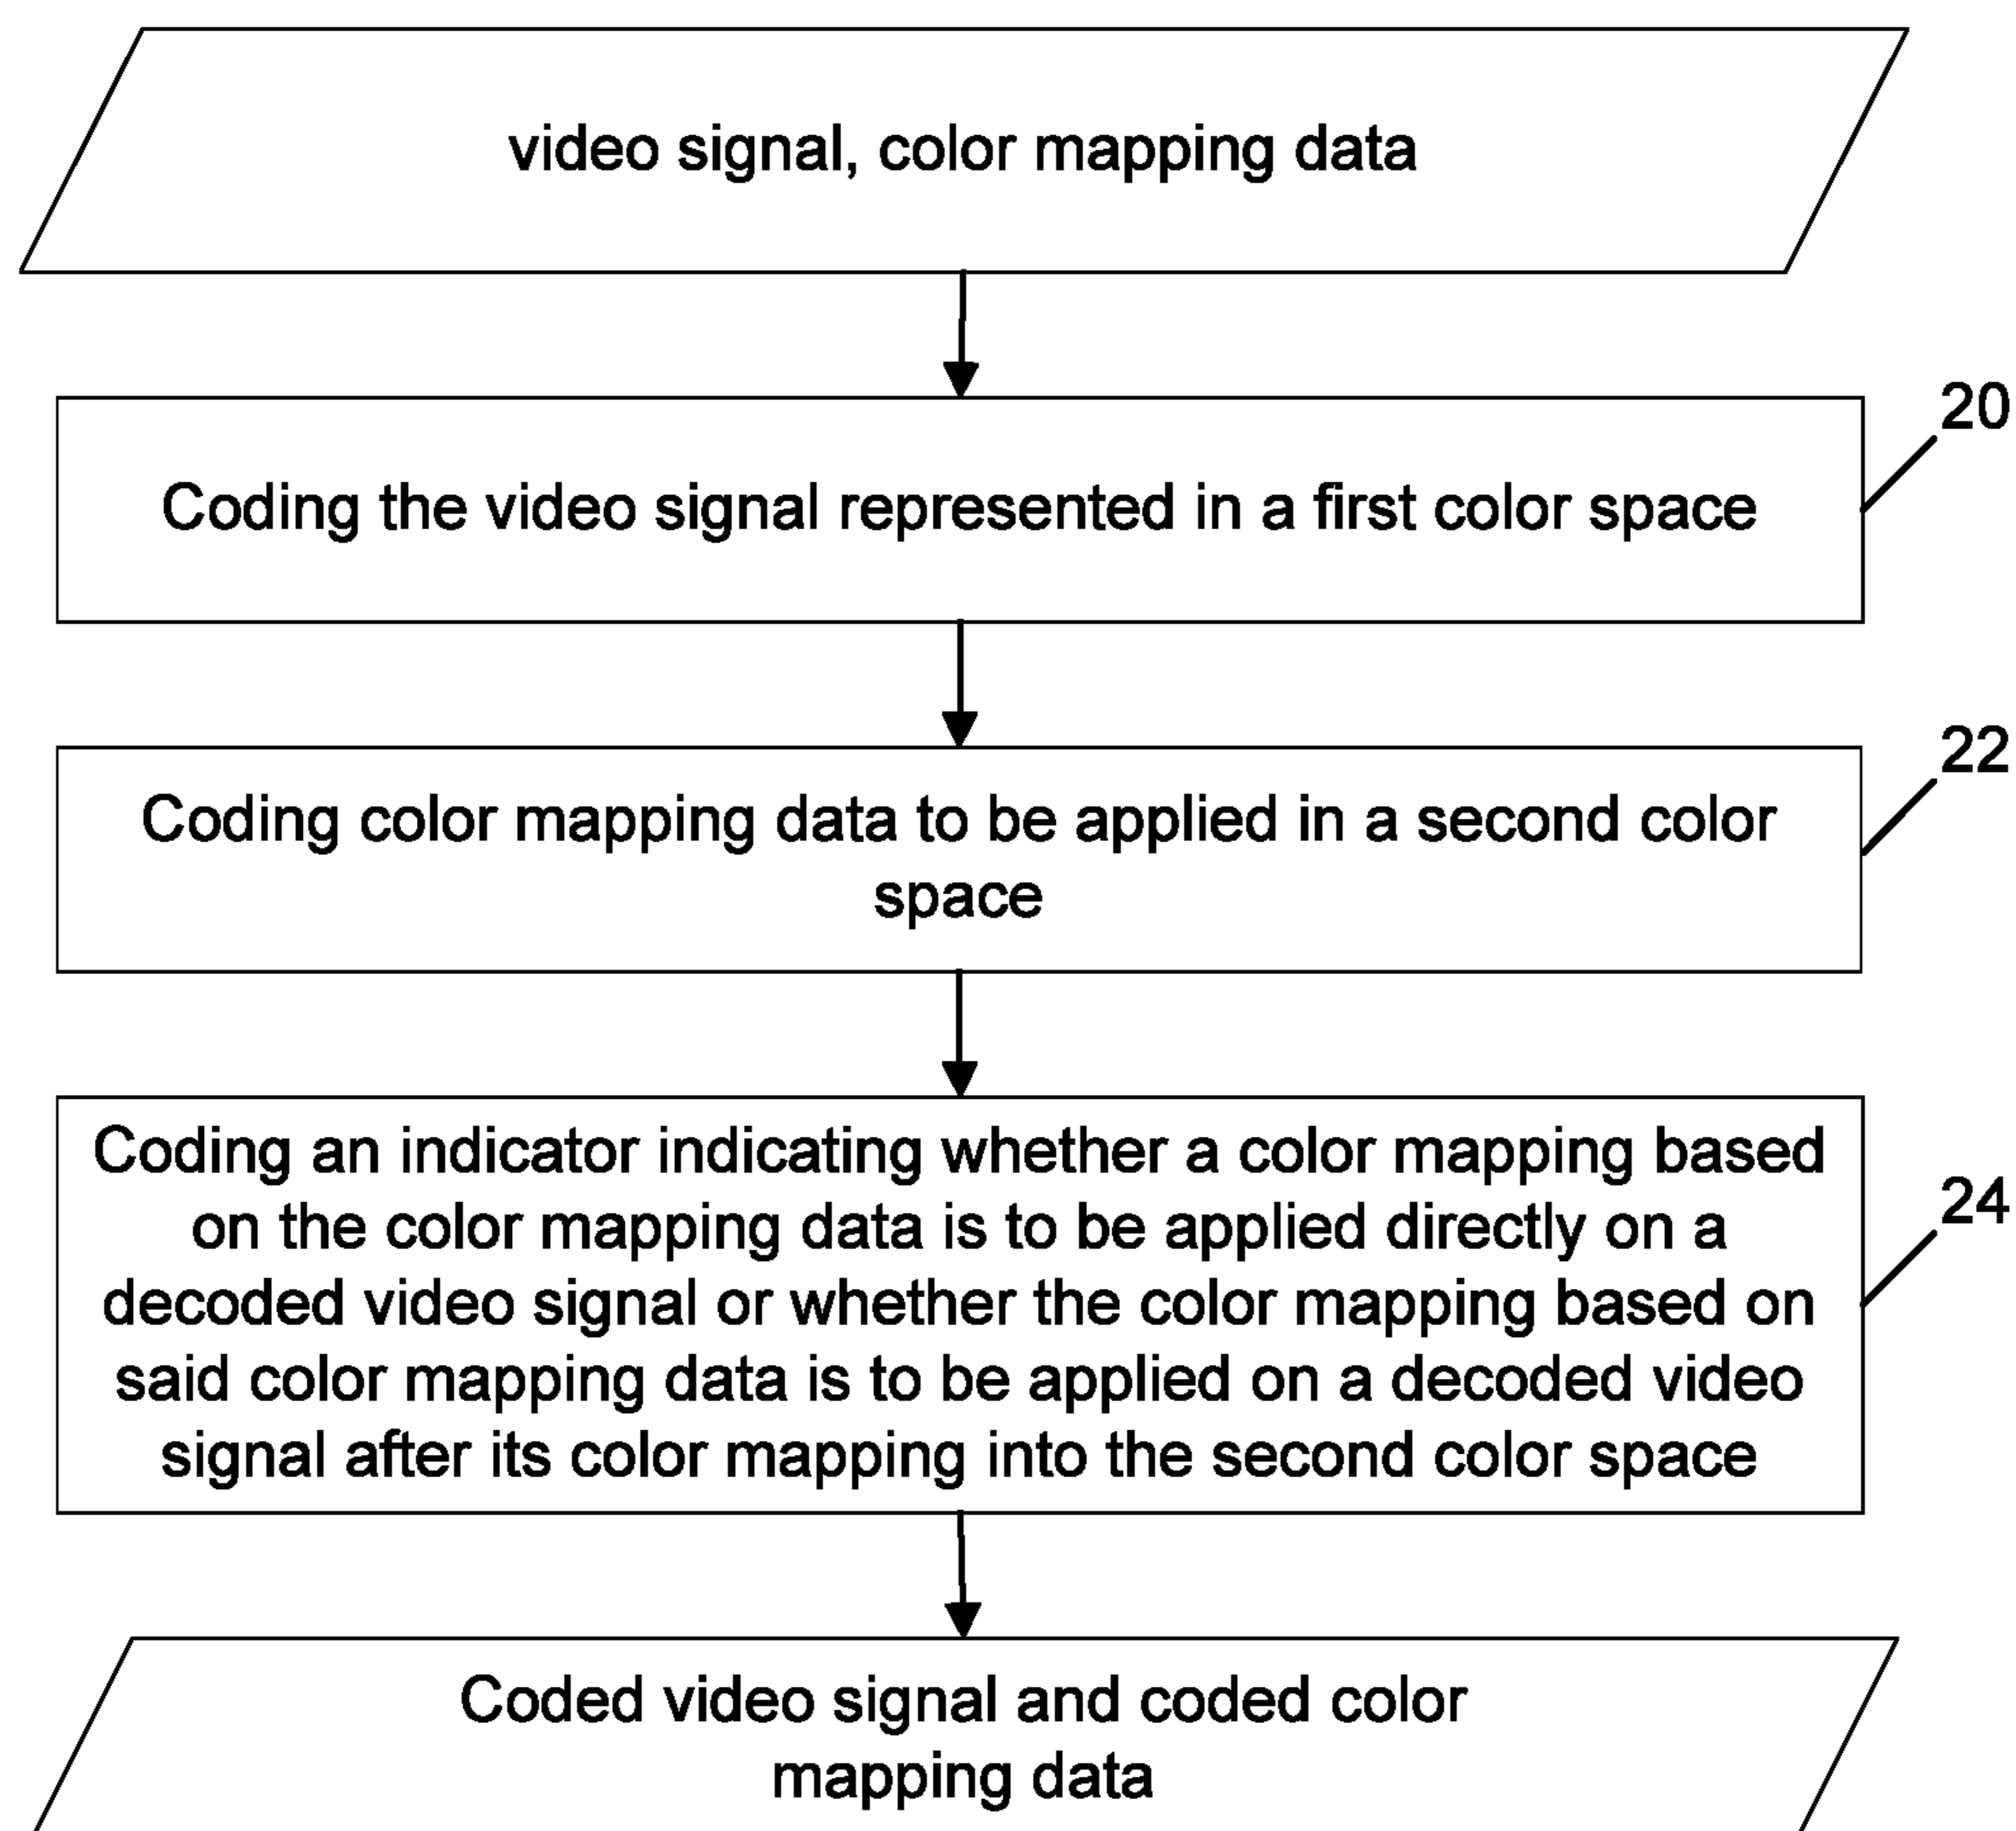 video signal, color mapping data
20
Coding the video signal represented in a first color space
22
Coding color mapping data to be applied in a second color
space
Coding an indicator indicating whether a color mapping based
on the color mapping data is to be applied directly on a
24
decoded video signal or whether the color mapping based on
said color mapping data is to be applied on a decoded video
signal after its color mapping into the second color space
Coded video signal and coded color
mapping data